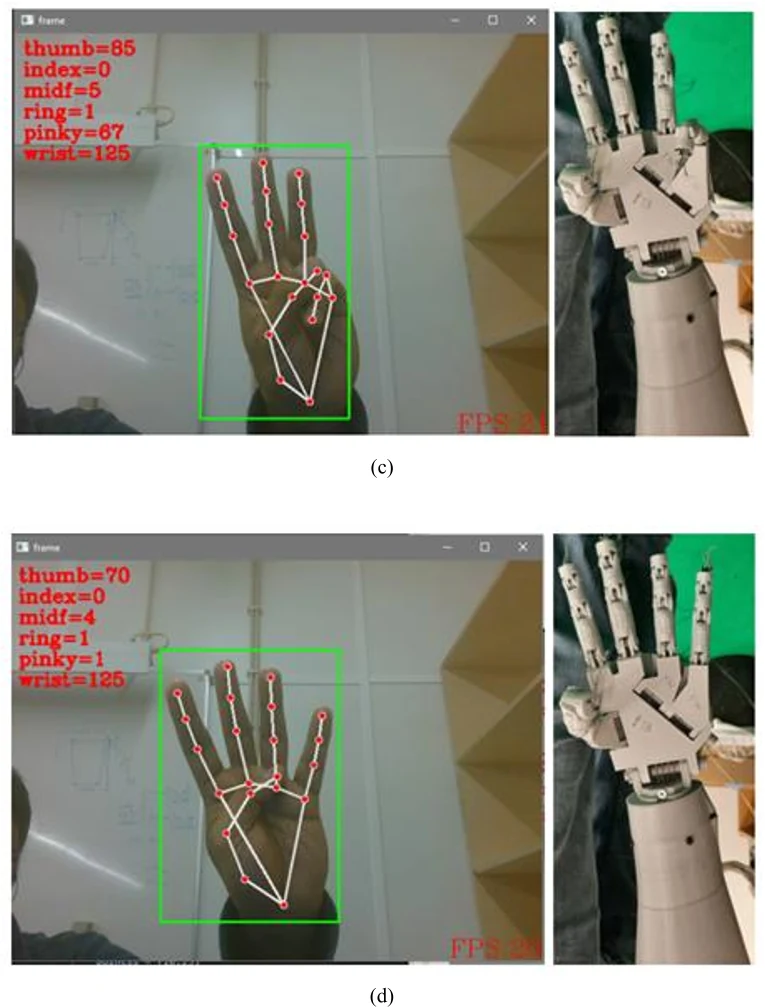 frame
thumb=85
index=0
midf=5
ring=1
pinky=67
wrist=125
FPS 21
(c)
frame
thumb=70
index=0
midf=4
ring=1
pinky=1
wrist=125
(d)